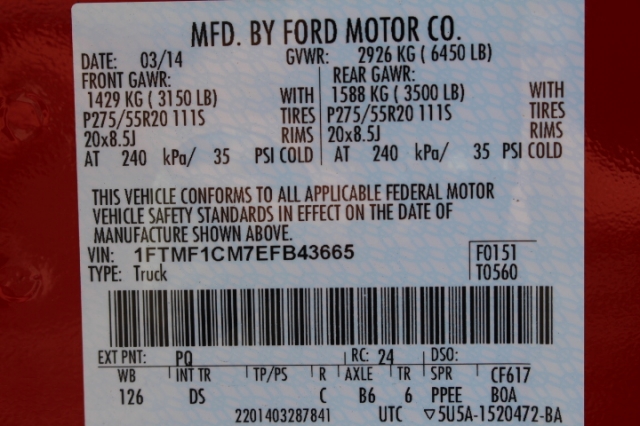 MFD. BY FORD MOTOR CO.
DATE: 03/14 GVWR: 2926 KG ( 6450 LB)
FRONT GAWR: REAR GAWR:
1429 KG ( 3150 LB) WITH 1588 KG ( 3500 LB) WITH
P275/55R20 111S TIRES P275/55R20 111S TIRES
20x8.5J RIMS 20x8.5J RIMS
AT 240 kPa/ 35 PSI COLD AT 240 kPa/ 35 PSI COLD
THIS VEHICLE CONFORMS TO ALL APPLICABLE FEDERAL MOTOR
VEHICLE SAFETY STANDARDS IN EFFECT ON THE DATE OF
MANUFACTURE SHOWN ABOVE.
VIN: 1FTMF1CM7EFB43665 F0151
TYPE: Truck T0560
EXT PNT: PQ RC: 24 DSO:
WB INT TR TP/PS R AXLE TR SPR CF617
126 DS C B6 6 PPEE BOA
2201403287841 UTC ▽5U5A-1520472-BA